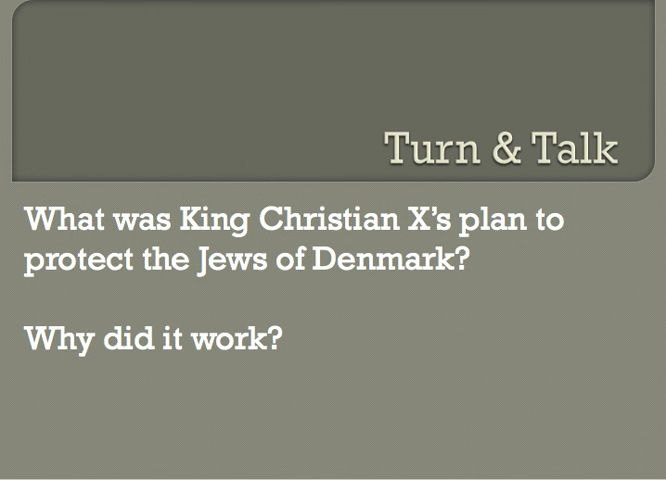 Turn & Talk
What was King Christian X’s plan to
protect the Jews of Denmark?
Why did it work?